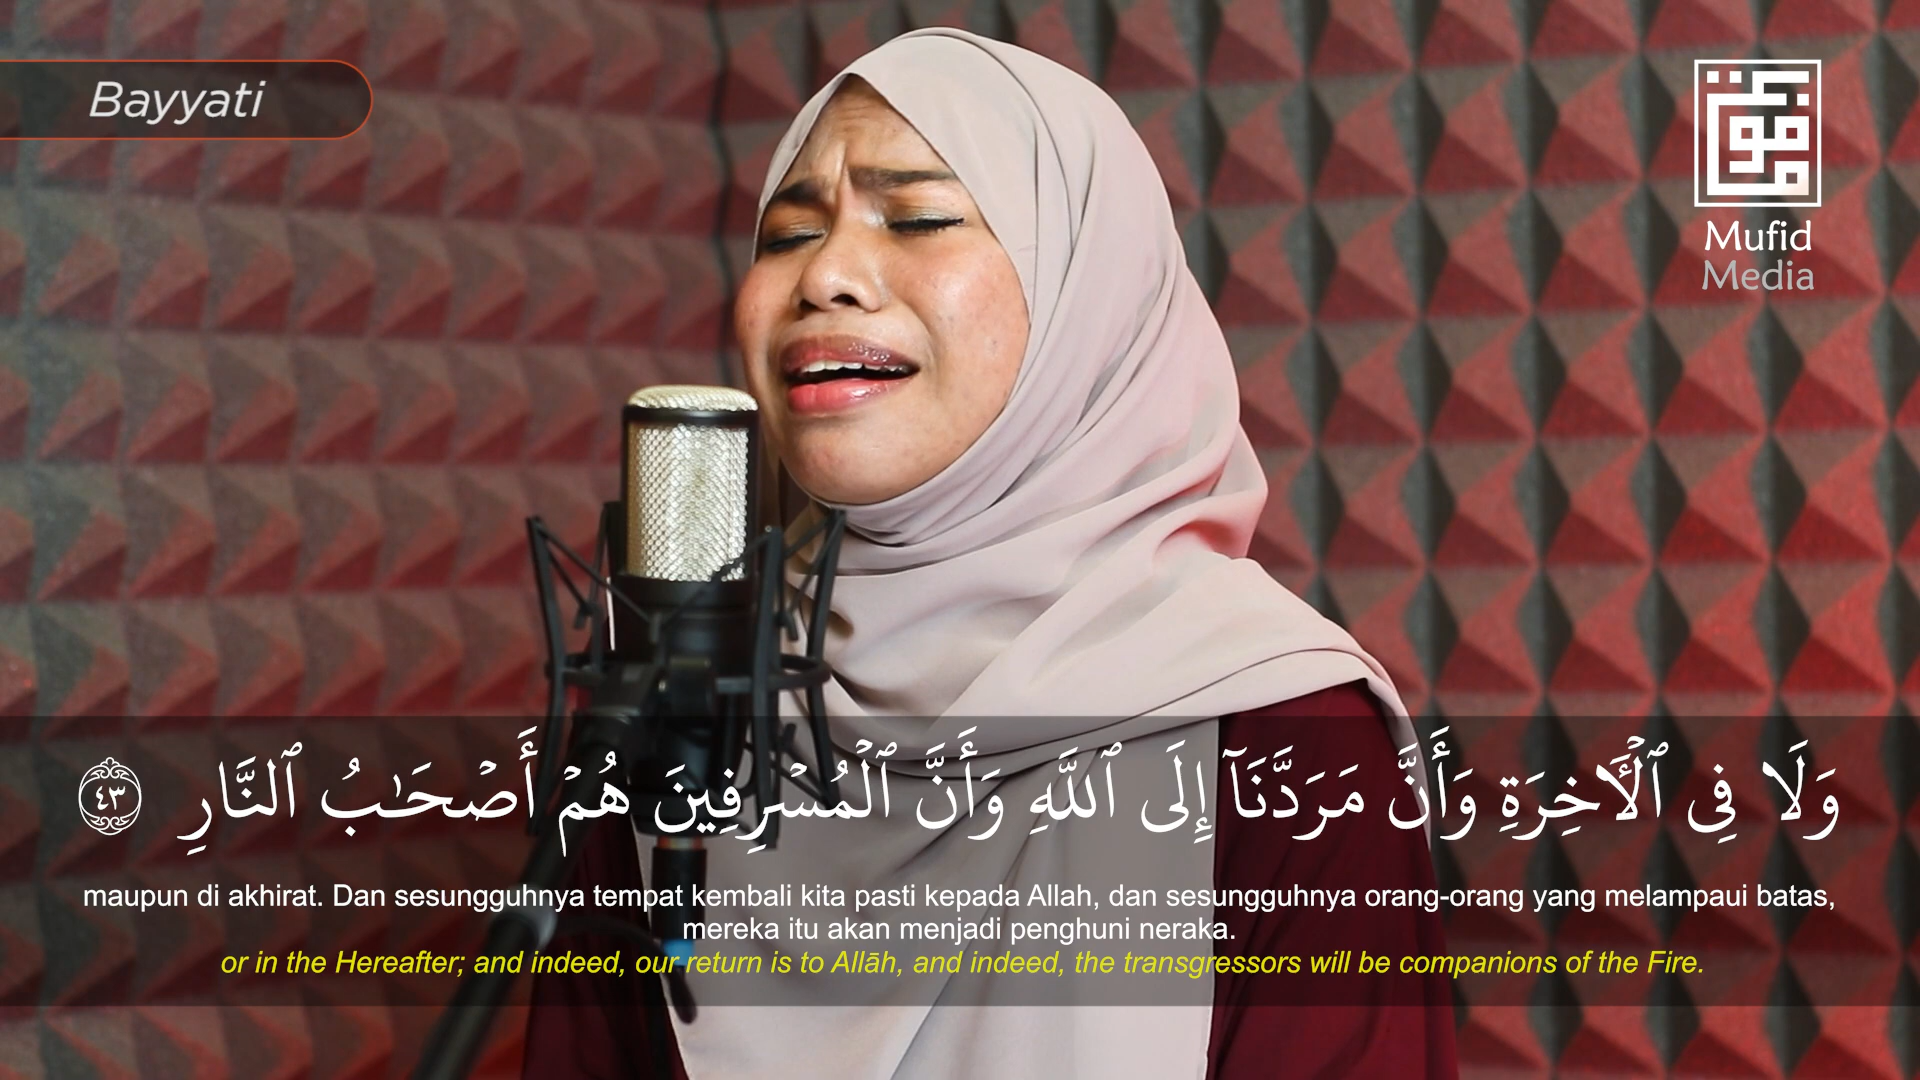 Bayyati
Mufid
Media
وَلَا فِي ٱلْـَٔاخِرَةِ وَأَنَّ مَرَدَّنَآ إِلَى ٱللَّهِ وَأَنَّ ٱلْمُسْرِفِينَ هُمْ أَصْحَـٰبُ ٱلنَّارِ ٤٣
maupun di akhirat. Dan sesungguhnya tempat kembali kita pasti kepada Allah, dan sesungguhnya orang-orang yang melampaui batas,
mereka itu akan menjadi penghuni neraka.
or in the Hereafter; and indeed, our return is to Allāh, and indeed, the transgressors will be companions of the Fire.